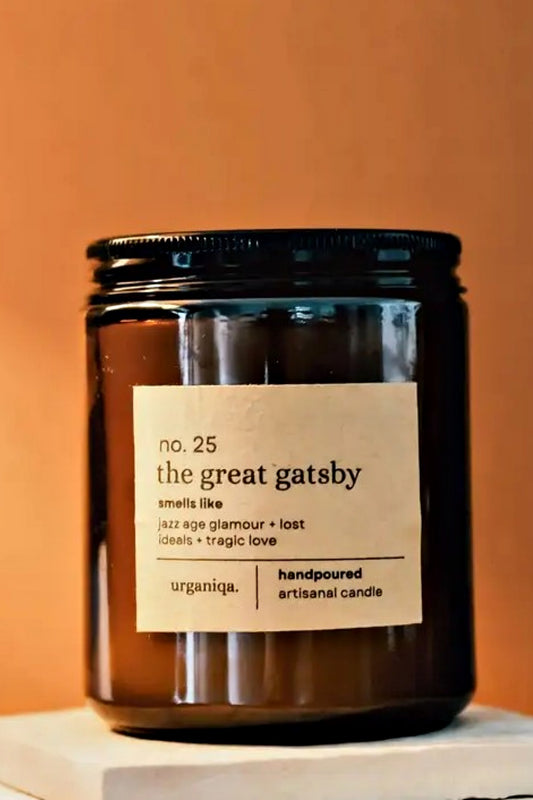 no. 25
the great gatsby
smells like
jazz age glamour + lost
ideals + tragic love
urganiqa.
handpoured
artisanal candle